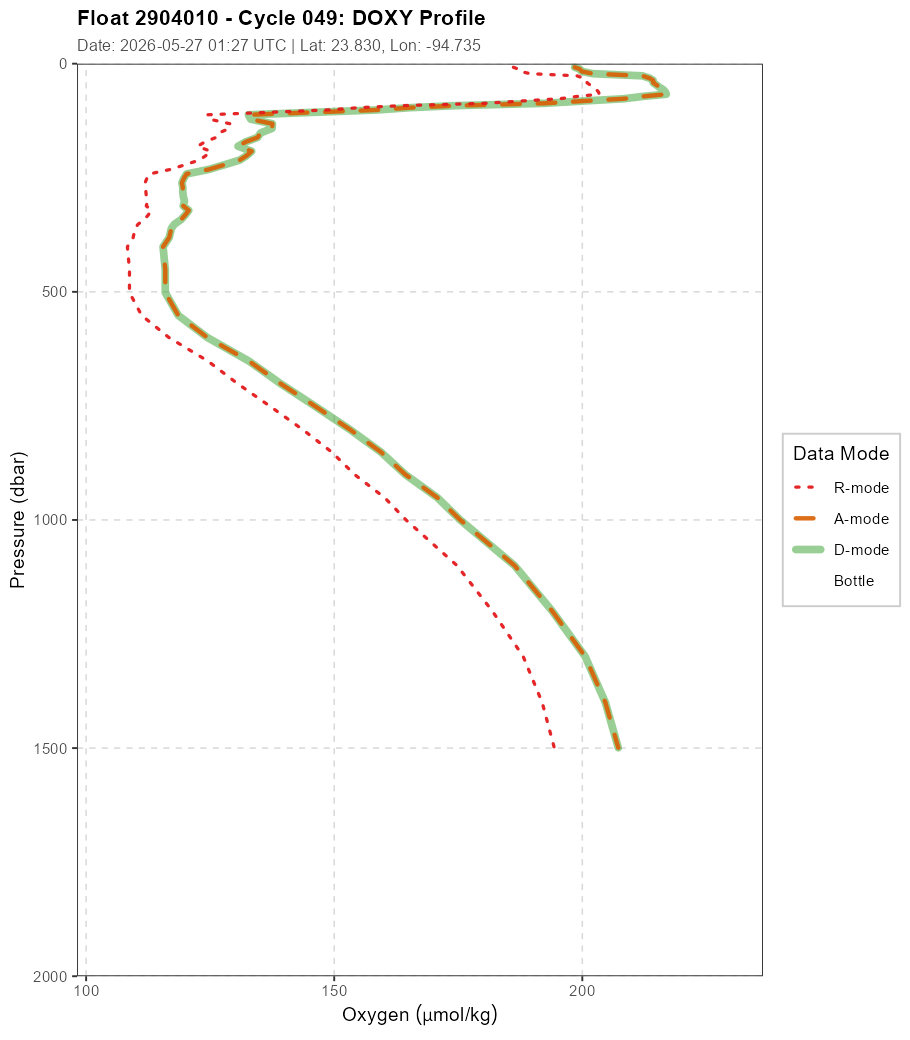 Float 2904010 - Cycle 049: DOXY Profile
Date: 2026-05-27 01:27 UTC | Lat: 23.830, Lon: -94.735
0
500
1000
1500
2000
Pressure (dbar)
100
150
200
Oxygen (μmol/kg)
Data Mode
R-mode
A-mode
D-mode
Bottle